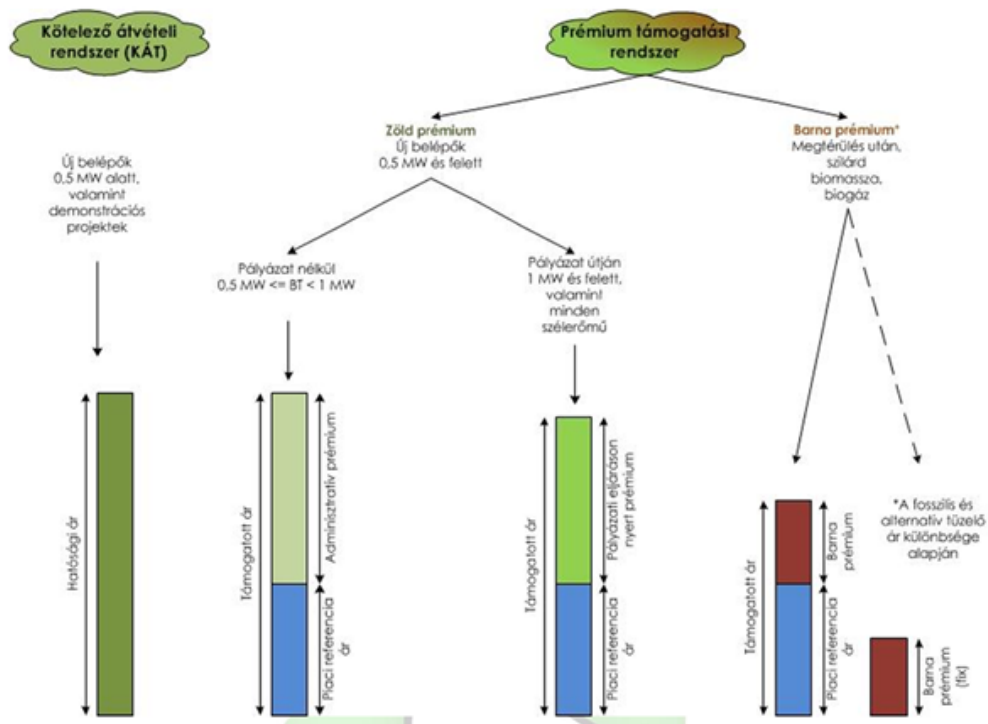 Kötelező átvételi
rendszer (KÁT)
Prémium támogatási
rendszer
Zöld prémium
Új belépők
0,5 MW és felett
Barna prémium*
Megtérülés után,
szilárd
biomassza,
biogáz
Új belépők
0,5 MW alatt,
valamint
demonstrációs
projektek
Pályázat nélkül
0,5 MW <= BT < 1 MW
Pályázat útján
1 MW és felett,
valamint
minden
szélerőmű
Hatósági ár
Támogatott ár
Adminisztratív prémium
Piaci referencia
ár
Támogatott ár
Pályázati eljáráson
nyert prémium
Piaci referencia
ár
Támogatott ár
Barna
prémium
Piaci referencia
ár
*A fosszilis és
alternatív tüzelő
ár különbsége
alapján
Barna
prémium
(fix)